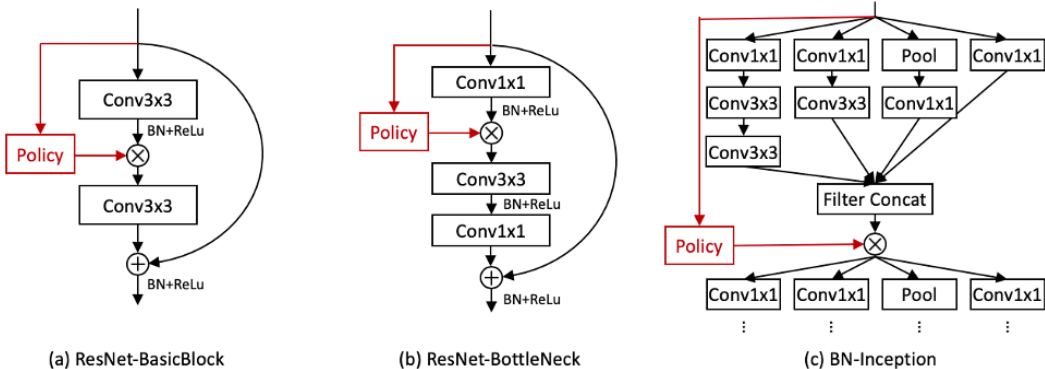 Conv3x3
BN+ReLu
Policy
Conv3x3
BN+ReLu
(a) ResNet-BasicBlock
Conv1x1
BN+ReLu
Policy
Conv3x3
BN+ReLu
Conv1x1
BN+ReLu
(b) ResNet-BottleNeck
Conv1x1 Conv1x1 Pool Conv1x1
Conv3x3 Conv3x3 Conv1x1
Conv3x3
Filter Concat
Policy
Conv1x1 Conv1x1 Pool Conv1x1
... ... ... ...
(c) BN-Inception